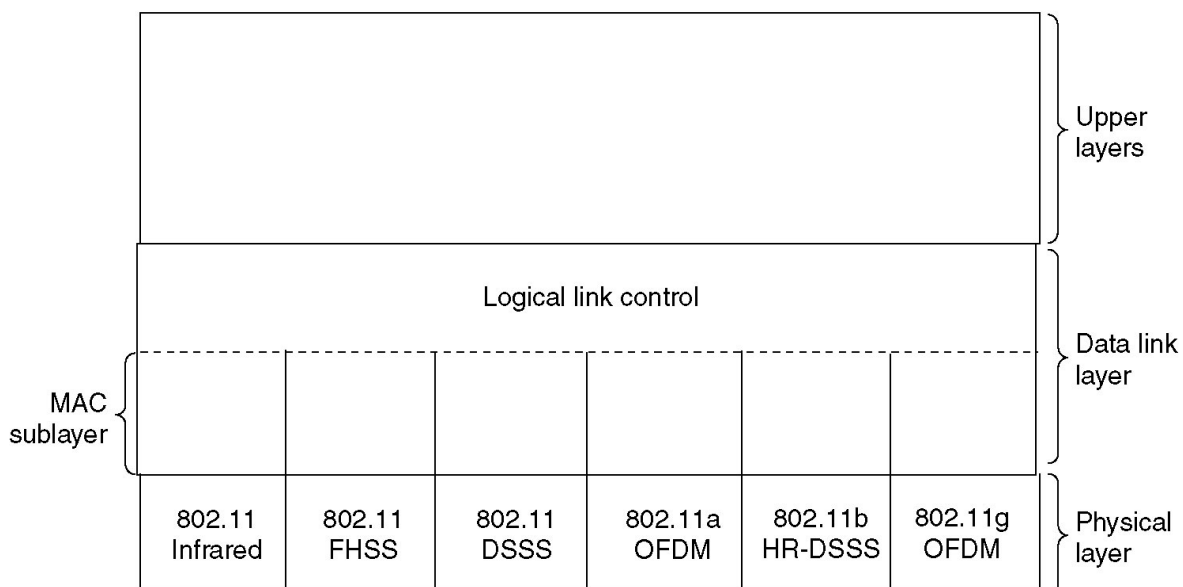 Upper
layers
Logical link control
Data link
layer
MAC
sublayer
802.11
Infrared
802.11
FHSS
802.11
DSSS
802.11a
OFDM
802.11b
HR-DSSS
802.11g
OFDM
Physical
layer